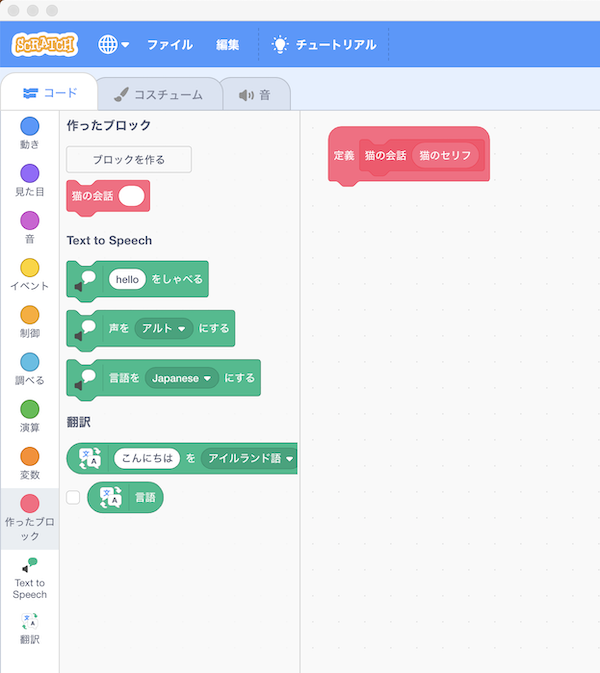 SCRATCH
ファイル
編集
チュートリアル
コード
コスチューム
音
動き
見た目
音
イベント
制御
調べる
演算
変数
作ったブロ
ック
Text to
Speech
翻訳
作ったブロック
ブロックを作る
猫の会話
Text to Speech
hello をしゃべる
声を アルト にする
言語を Japanese にする
翻訳
文 A こんにちは を アイルランド語
文 A 言語
定義 猫の会話 猫のセリフ